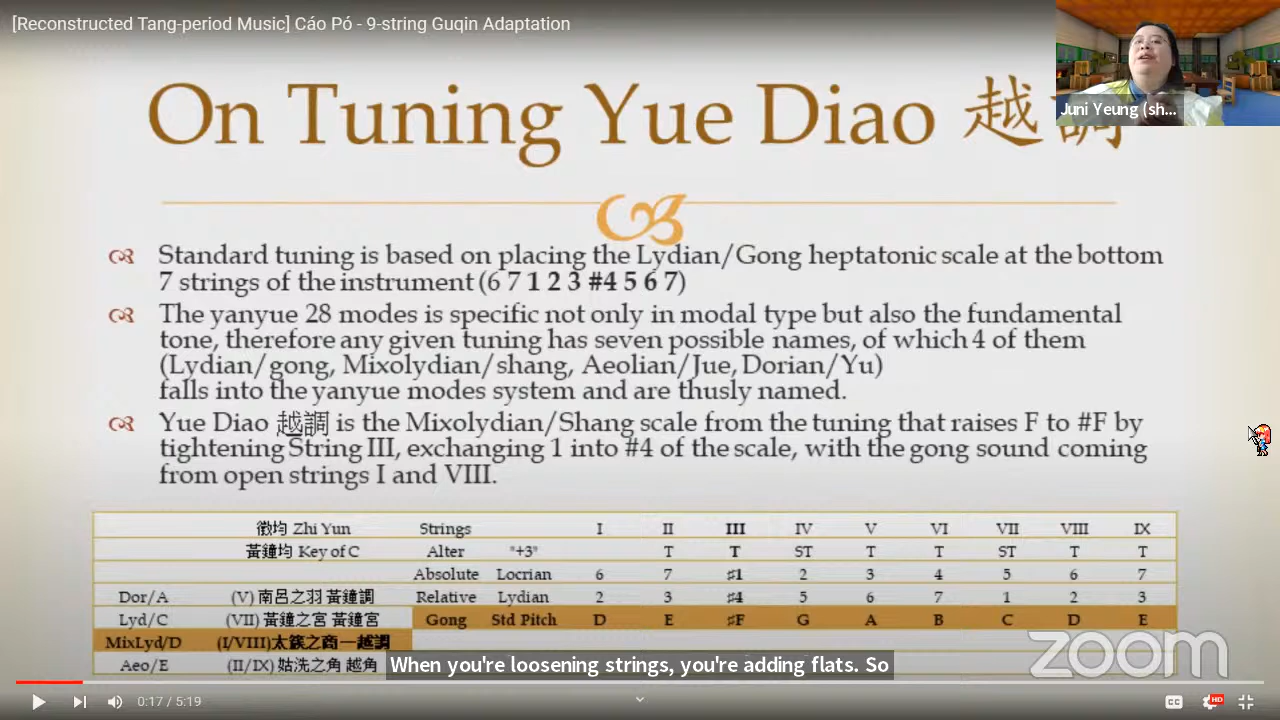 [Reconstructed Tang-period Music] Cáo Pó - 9-string Guqin Adaptation
Juni Yeung (sh...
On Tuning Yue Diao 越調
Standard tuning is based on placing the Lydian/Gong heptatonic scale at the bottom
7 strings of the instrument (6 7 1 2 3 #4 5 6 7)
The yanyue 28 modes is specific not only in modal type but also the fundamental
tone, therefore any given tuning has seven possible names, of which 4 of them
(Lydian/gong, Mixolydian/shang, Aeolian/Jue, Dorian/Yu)
falls into the yanyue modes system and are thusly named.
Yue Diao 越調 is the Mixolydian/Shang scale from the tuning that raises F to #F by
tightening String III, exchanging 1 into #4 of the scale, with the gong sound coming
from open strings I and VIII.
徵均 Zhi Yun Strings I II III IV V VI VII VIII IX
黃鐘均 Key of C Alter "+3" T T ST T T ST T T
Absolute Locrian 6 7 ♯1 2 3 4 5 6 7
Dor/A (V) 南呂之羽 黃鐘調 Relative Lydian 2 3 ♯4 5 6 7 1 2 3
Lyd/C (VII) 黃鐘之宮 黃鐘宮 Gong Std Pitch D E ♯F G A B C D E
MixLyd/D (I/VIII)太簇之商—越調
Aeo/E (II/IX) 姑洗之角 越角
zoom
When you're loosening strings, you're adding flats. So
0:17 / 5:19
CC
HD